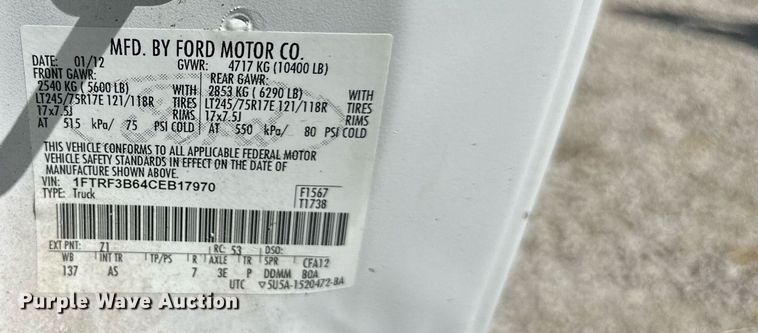 MFD. BY FORD MOTOR CO.
DATE: 01/12 GVWR: 4717 KG (10400 LB)
FRONT GAWR: REAR GAWR:
2540 KG (5600 LB) WITH 2853 KG (6290 LB) WITH
LT245/75R17E 121/118R TIRES LT245/75R17E 121/118R TIRES
17x7.5J RIMS 17x7.5J RIMS
AT 515 kPa/ 75 PSI COLD AT 550 kPa/ 80 PSI COLD
THIS VEHICLE CONFORMS TO ALL APPLICABLE FEDERAL MOTOR
VEHICLE SAFETY STANDARDS IN EFFECT ON THE DATE OF
MANUFACTURE SHOWN ABOVE.
VIN: 1FTRF3B64CEB17970 F1567
TYPE: Truck T1738
EXT PNT: Z1 RC: 53 DSO:
WB INT TR TP/PS R AXLE TR SPR CFA12
137 AS 7 3E P DDMM BOA
UTC ▽5U5A-1520472-BA
Ford
Purple Wave Auction